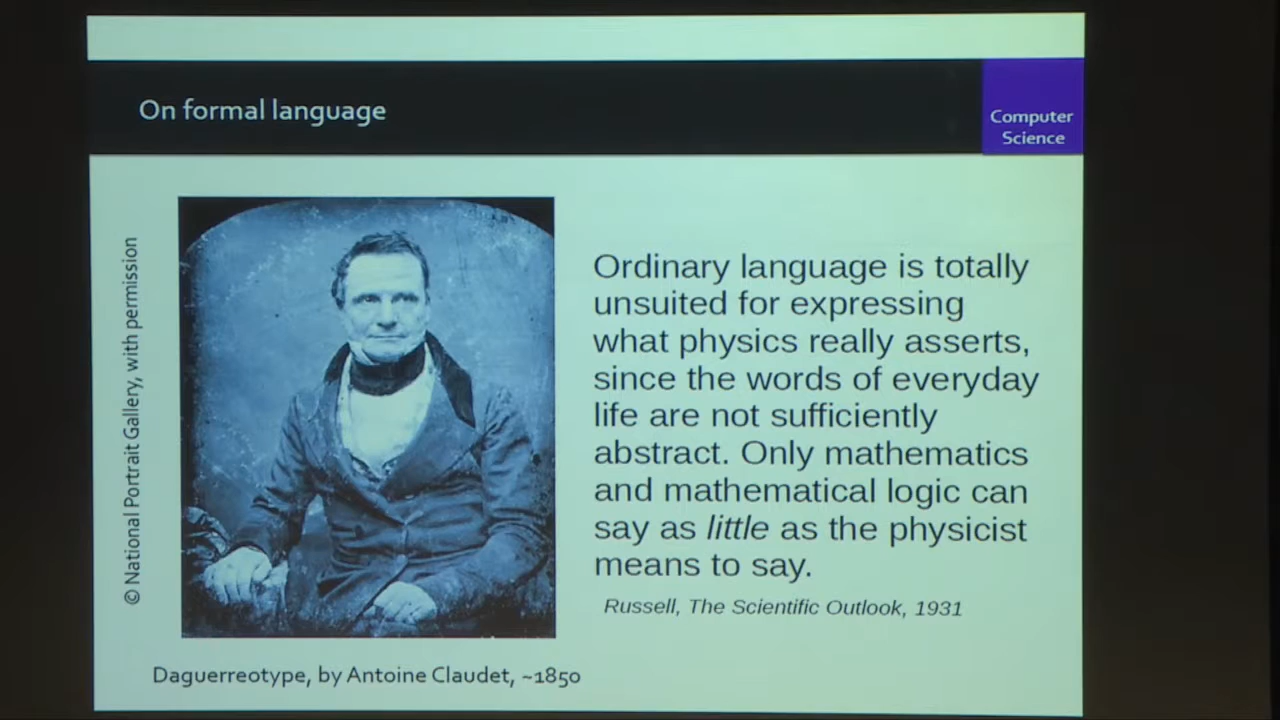 On formal language
Computer
Science
© National Portrait Gallery, with permission
Ordinary language is totally
unsuited for expressing
what physics really asserts,
since the words of everyday
life are not sufficiently
abstract. Only mathematics
and mathematical logic can
say as little as the physicist
means to say.
Russell, The Scientific Outlook, 1931
Daguerreotype, by Antoine Claudet, ~1850